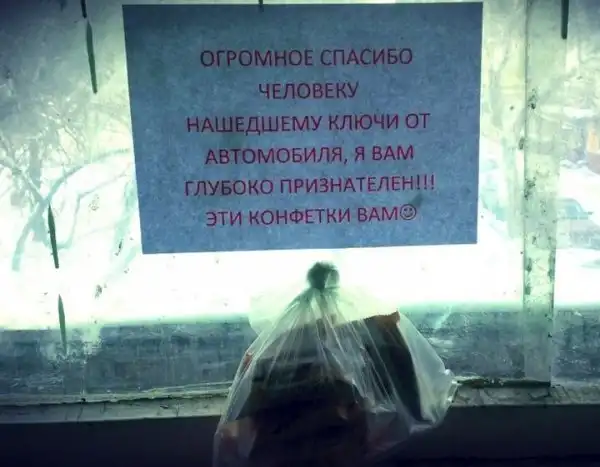 ОГРОМНОЕ СПАСИБО
ЧЕЛОВЕКУ
НАШЕДШЕМУ КЛЮЧИ ОТ
АВТОМОБИЛЯ, Я ВАМ
ГЛУБОКО ПРИЗНАТЕЛЕН!!!
ЭТИ КОНФЕТКИ ВАМ☺